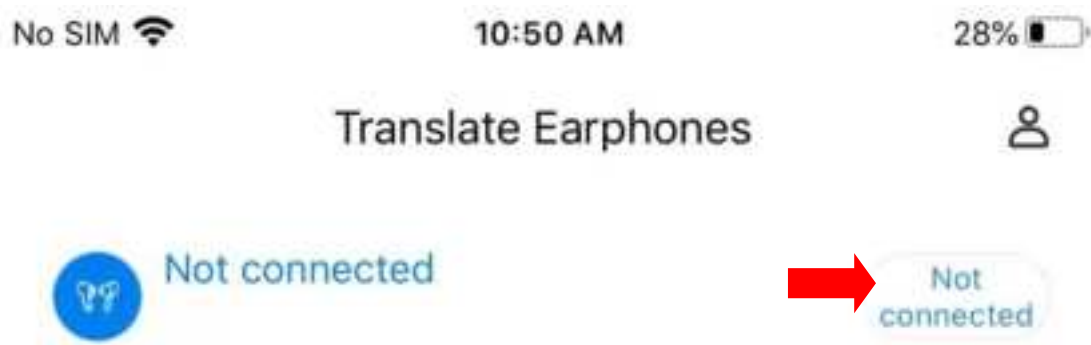 No SIM 10:50 AM 28%
Translate Earphones
Not connected
Not
connected